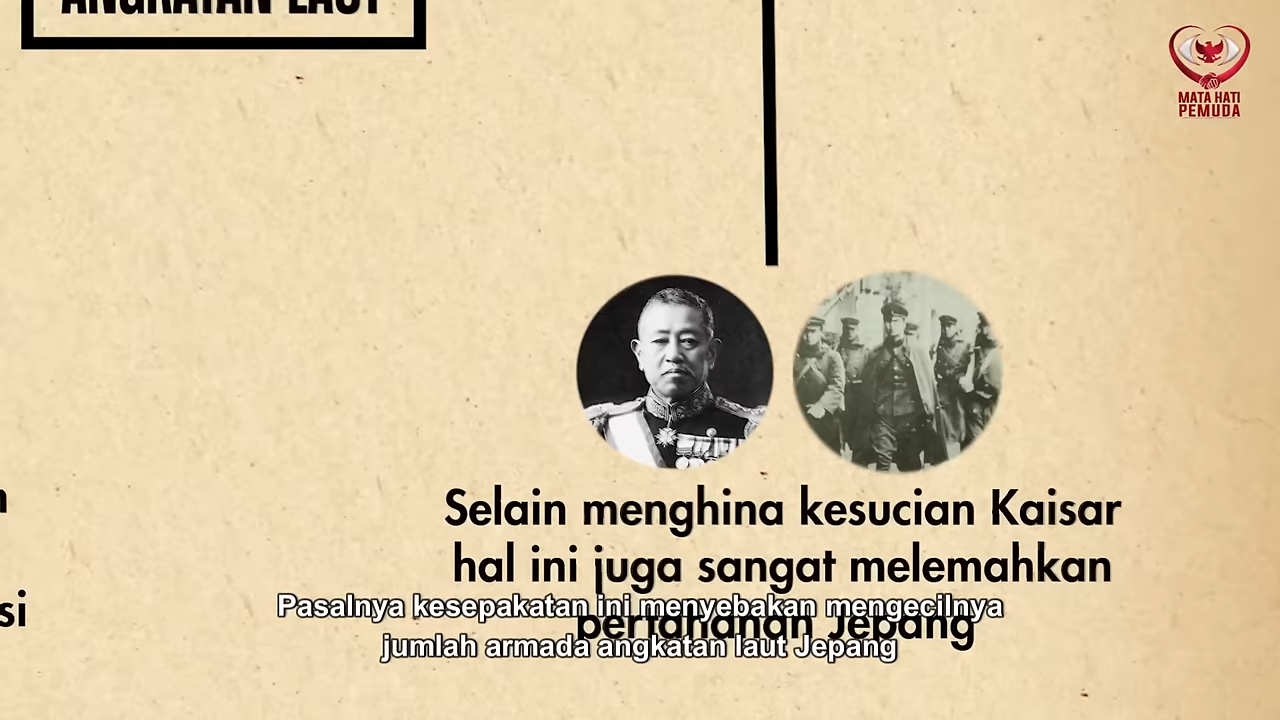 ANGKATAN LAUT
MATA HATI
PEMUDA
Selain menghina kesucian Kaisar
hal ini juga sangat melemahkan
si
pertahanan Jepang
Pasalnya kesepakatan ini menyebakan mengecilnya
jumlah armada angkatan laut Jepang